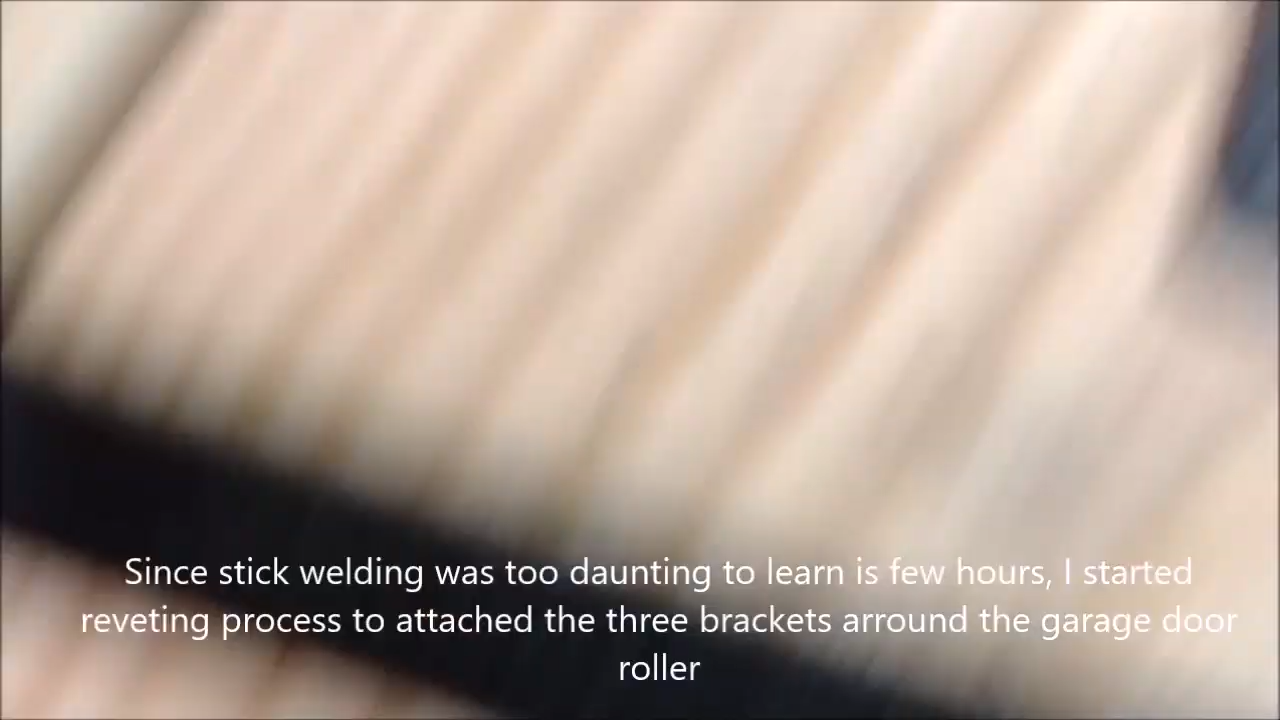 Since stick welding was too daunting to learn is few hours, I started
reveting process to attached the three brackets arround the garage door
roller